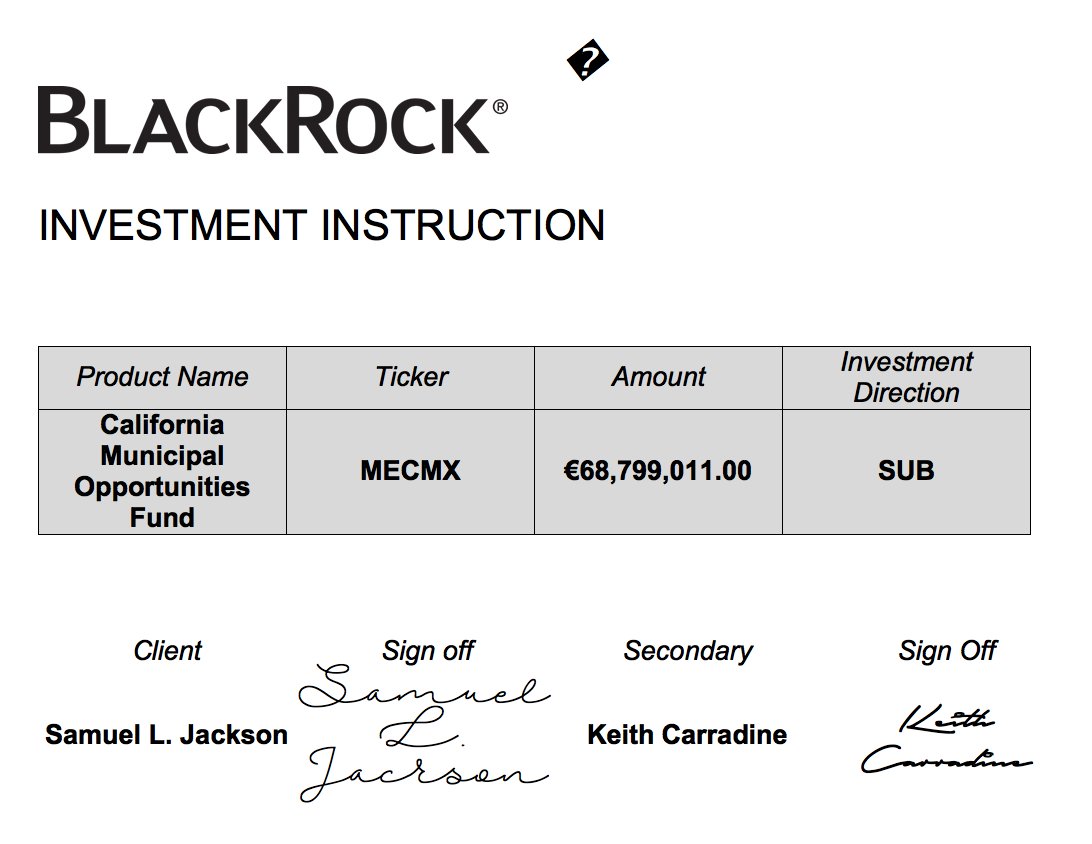 �
BLACKROCK®
INVESTMENT INSTRUCTION
Product Name Ticker Amount Investment Direction
California Municipal Opportunities Fund MECMX €68,799,011.00 SUB
Client Sign off Secondary Sign Off
Samuel L. Jackson Samuel L. Jacrson Keith Carradine Keith Carradine